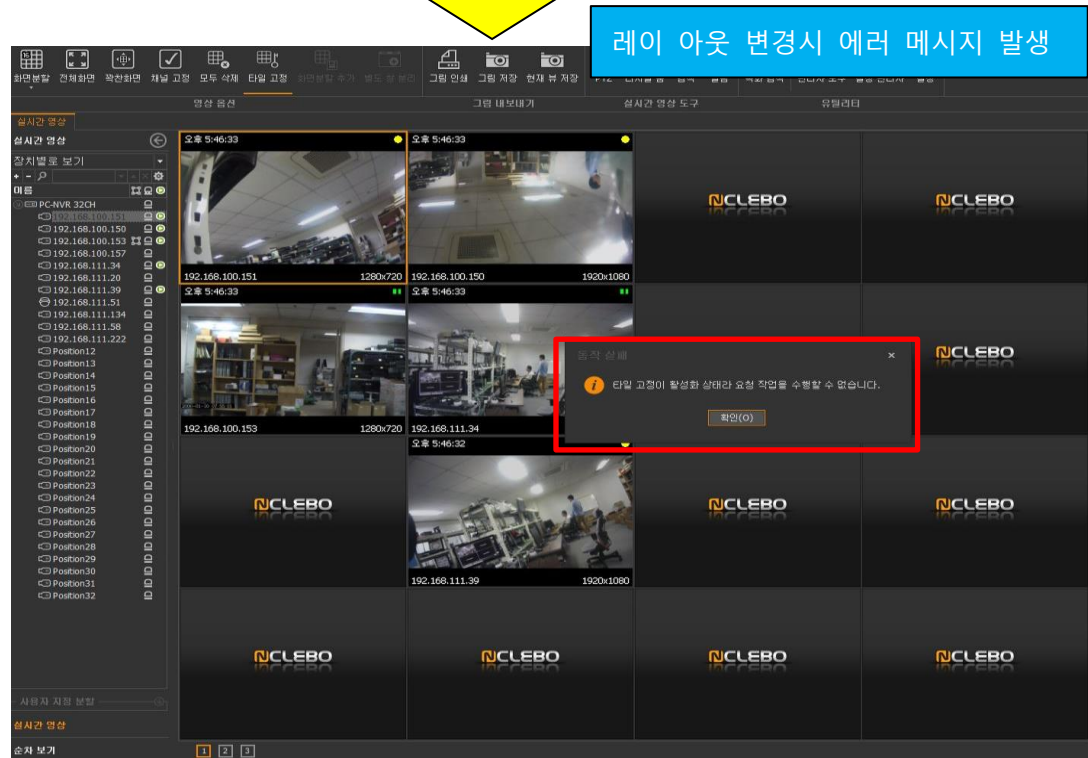 레이 아웃 변경시 에러 메시지 발생
화면분할 전체화면 꽉찬화면 채널 고정 모두 삭제 타일 고정 화면분할 추가 그림 인쇄 그림 저장 현재 뷰 저장
영상 옵션 그림 내보내기 실시간 영상 도구 유틸리티
실시간 영상
실시간 영상
장치별로 보기
이름
PC-NVR 32CH
192.168.100.151
192.168.100.150
192.168.100.153
192.168.100.157
192.168.111.34
192.168.111.20
192.168.111.39
192.168.111.51
192.168.111.134
192.168.111.58
192.168.111.222
Position12
Position13
Position14
Position15
Position16
Position17
Position18
Position19
Position20
Position21
Position22
Position23
Position24
Position25
Position26
Position27
Position28
Position29
Position30
Position31
Position32
사용자 지정 분할
실시간 영상
순차 보기
오후 5:46:33
192.168.100.151 1280x720
오후 5:46:33
192.168.100.150 1920x1080
NCLEBO
NCLEBO
오후 5:46:33
192.168.100.153 1280x720
오후 5:46:33
192.168.111.34
동작 실패
타일 고정이 활성화 상태라 요청 작업을 수행할 수 없습니다.
확인(O)
NCLEBO
NCLEBO
오후 5:46:32
192.168.111.39 1920x1080
NCLEBO
NCLEBO
NCLEBO
NCLEBO
NCLEBO
NCLEBO
1 2 3